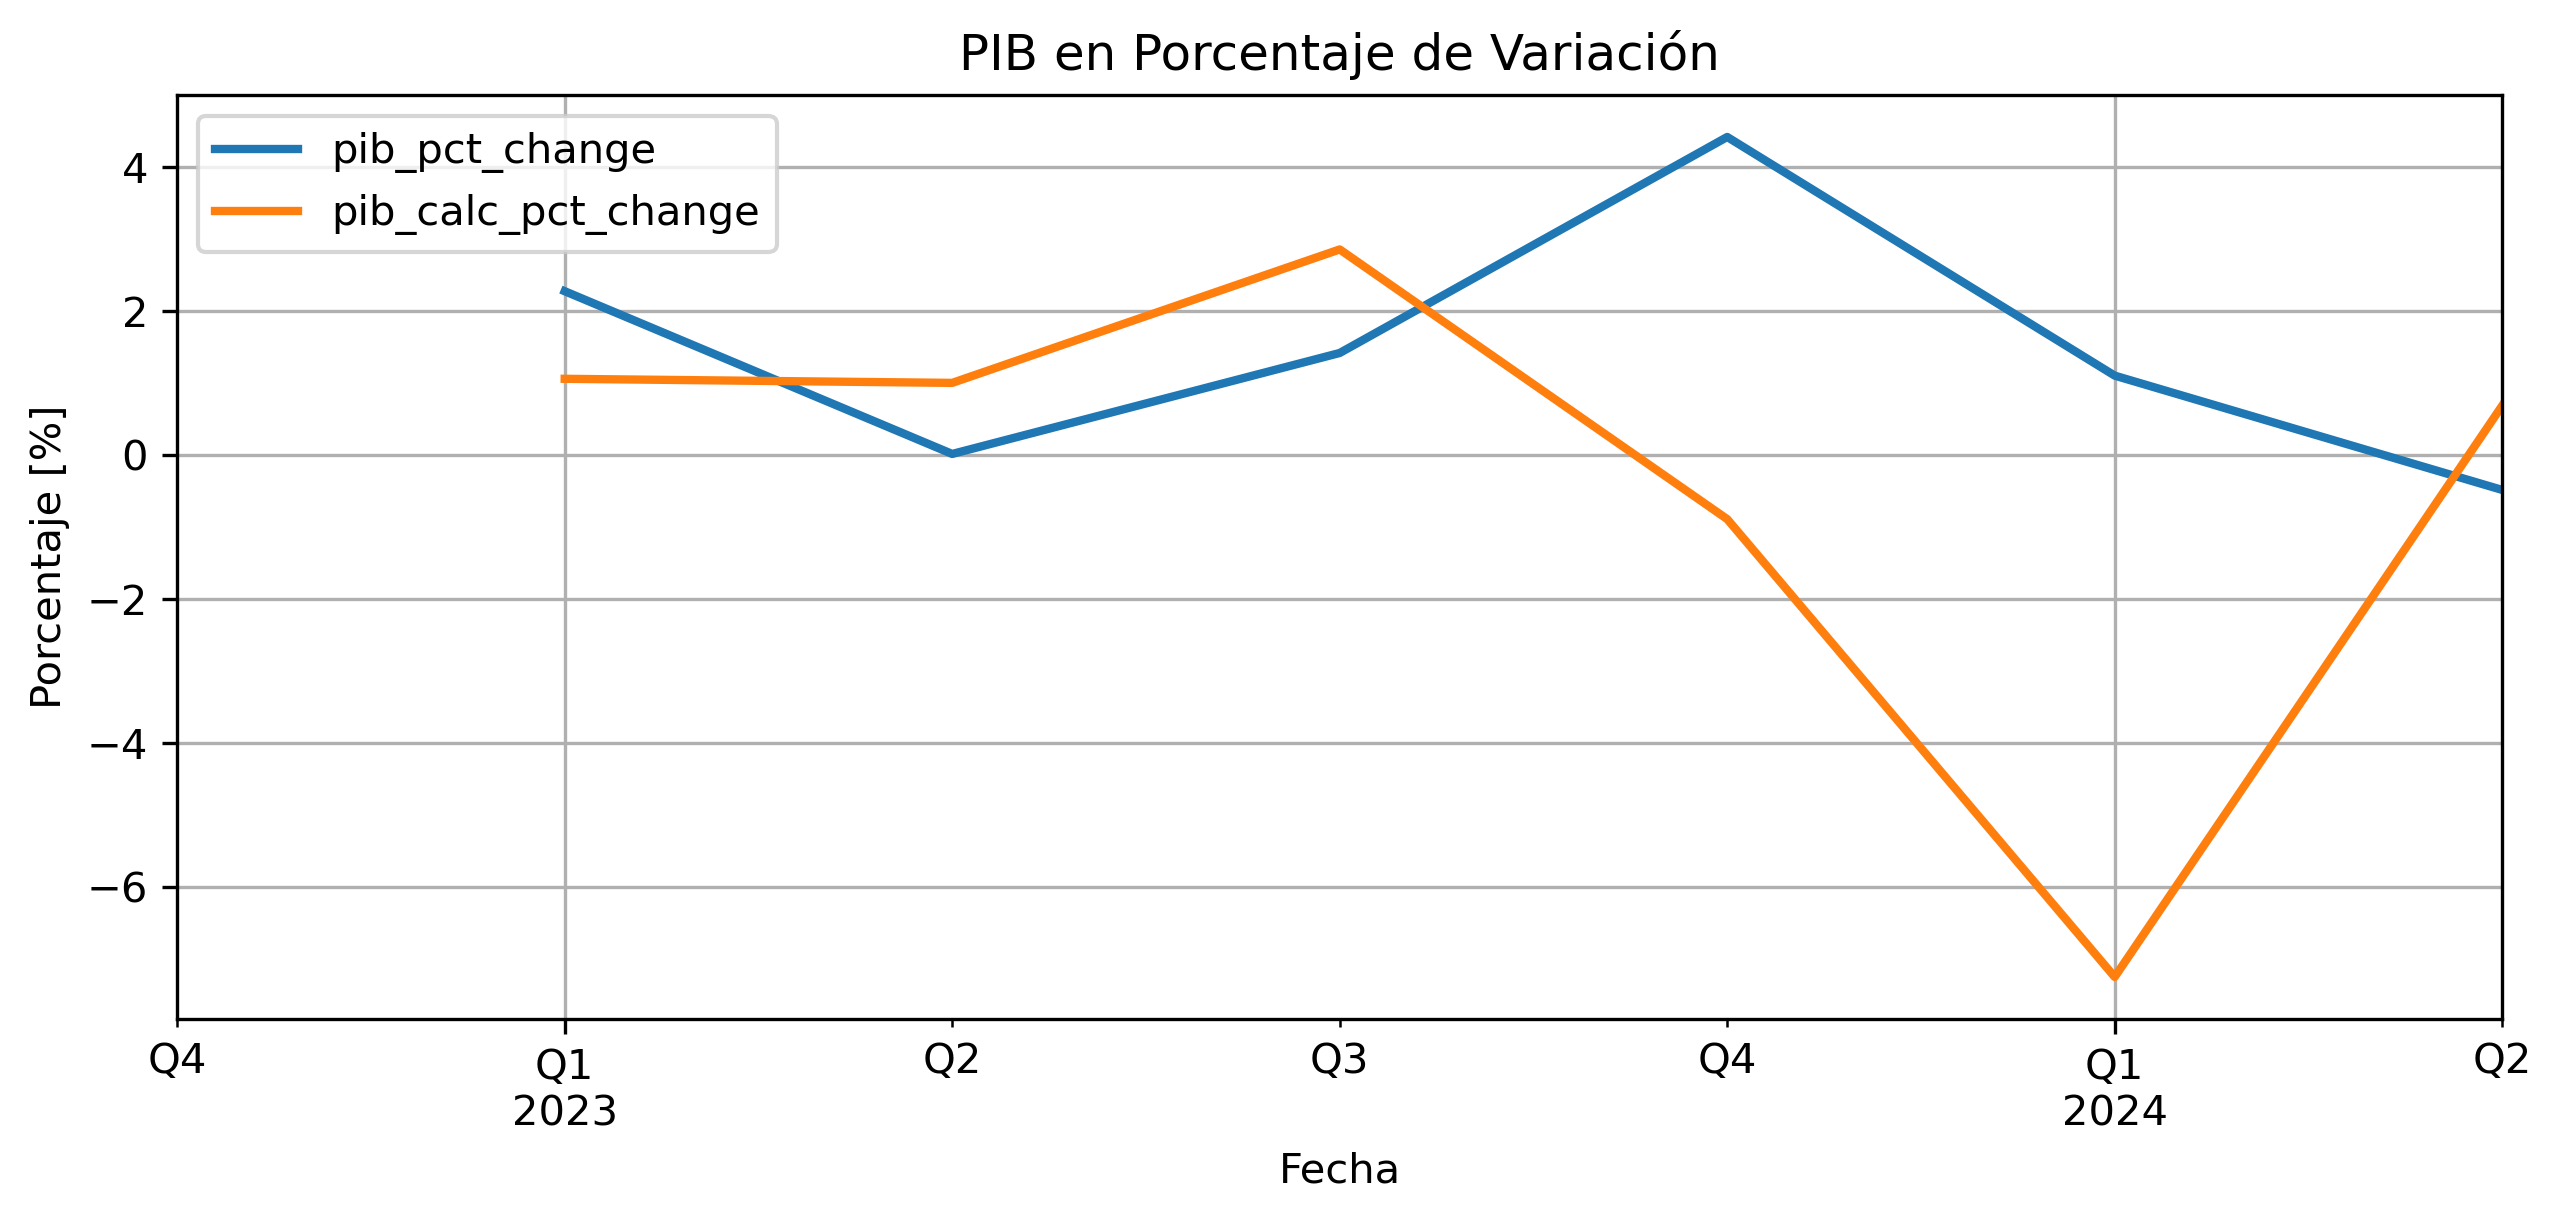 PIB en Porcentaje de Variación
pib_pct_change
pib_calc_pct_change
Porcentaje [%]
4
2
0
−2
−4
−6
Q4
Q1
2023
Q2
Q3
Q4
Q1
2024
Q2
Fecha